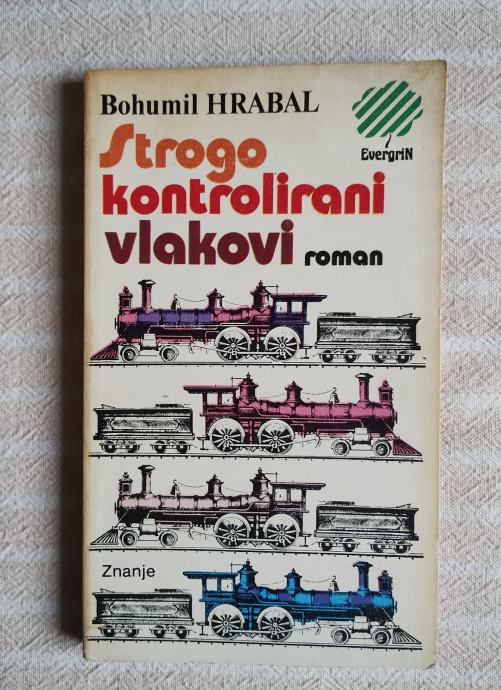 Bohumil HRABAL
EvergriN
Strogo
kontrolirani
vlakovi roman
Znanje